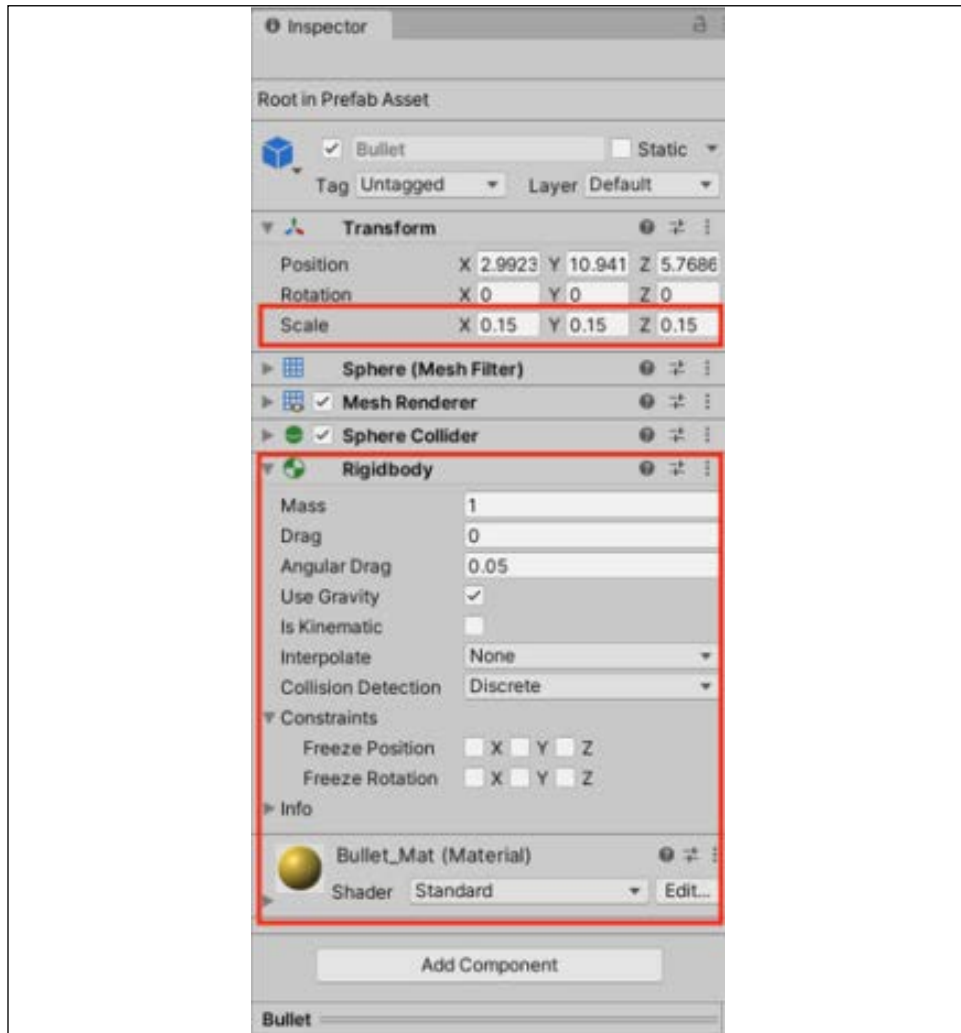 Inspector
Root in Prefab Asset
Bullet Static
Tag Untagged Layer Default
Transform
Position X 2.9923 Y 10.941 Z 5.7686
Rotation X 0 Y 0 Z 0
Scale X 0.15 Y 0.15 Z 0.15
Sphere (Mesh Filter)
Mesh Renderer
Sphere Collider
Rigidbody
Mass 1
Drag 0
Angular Drag 0.05
Use Gravity
Is Kinematic
Interpolate None
Collision Detection Discrete
Constraints
Freeze Position X Y Z
Freeze Rotation X Y Z
Info
Bullet_Mat (Material)
Shader Standard Edit...
Add Component
Bullet